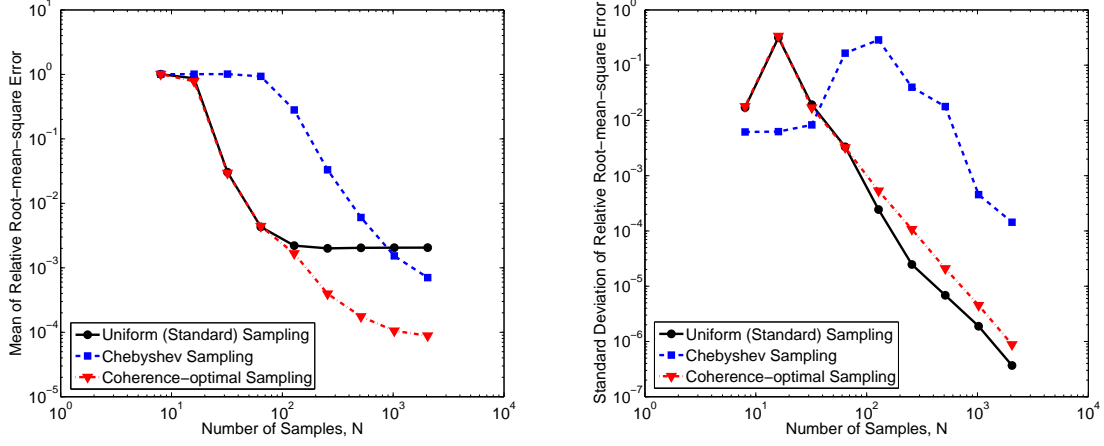 Mean of Relative Root−mean−square Error
10^1
10^0
10^−1
10^−2
10^−3
10^−4
10^−5
Uniform (Standard) Sampling
Chebyshev Sampling
Coherence−optimal Sampling
10^0 10^1 10^2 10^3 10^4
Number of Samples, N
Standard Deviation of Relative Root−mean−square Error
10^0
10^−1
10^−2
10^−3
10^−4
10^−5
10^−6
10^−7
Uniform (Standard) Sampling
Chebyshev Sampling
Coherence−optimal Sampling
10^0 10^1 10^2 10^3 10^4
Number of Samples, N